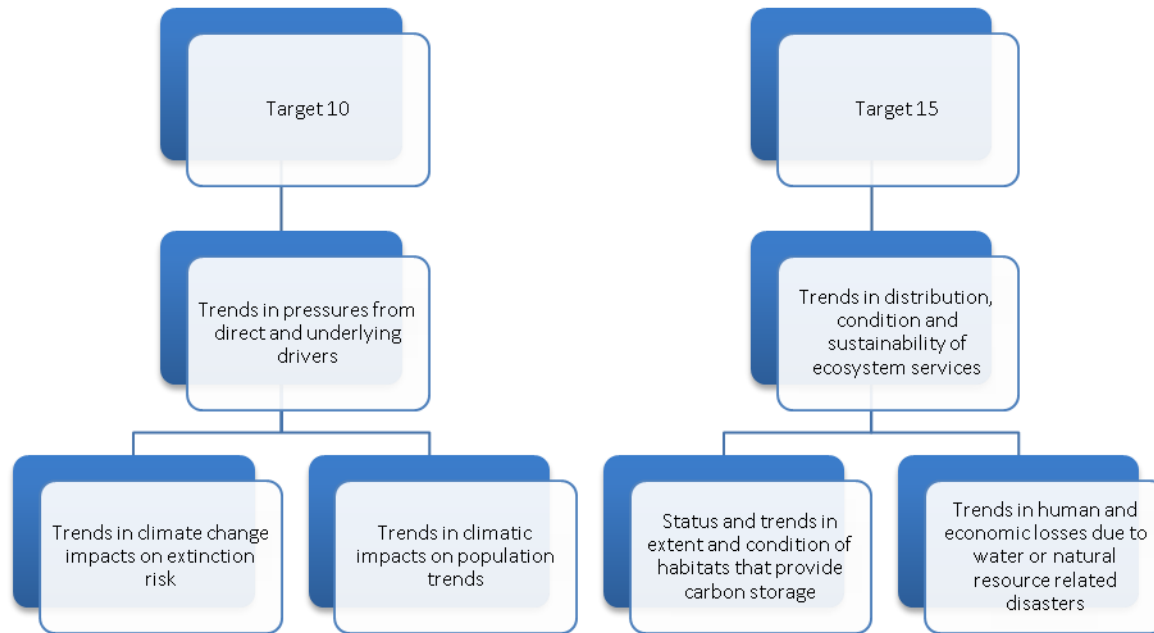 Target 10
Target 15
Trends in pressures from
direct and underlying
drivers
Trends in distribution,
condition and
sustainability of
ecosystem services
Trends in climate change
impacts on extinction
risk
Trends in climatic
impacts on population
trends
Status and trends in
extent and condition of
habitats that provide
carbon storage
Trends in human and
economic losses due to
water or natural
resource related
disasters